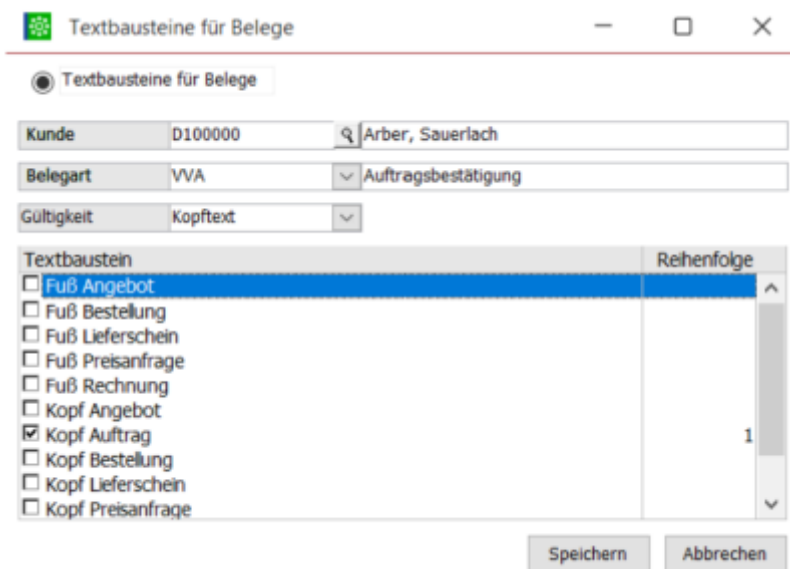 Textbausteine für Belege
Textbausteine für Belege
Kunde D100000 Arber, Sauerlach
Belegart VVA Auftragsbestätigung
Gültigkeit Kopftext
Textbaustein Reihenfolge
Fuß Angebot
Fuß Bestellung
Fuß Lieferschein
Fuß Preisanfrage
Fuß Rechnung
Kopf Angebot
Kopf Auftrag 1
Kopf Bestellung
Kopf Lieferschein
Kopf Preisanfrage
Speichern Abbrechen